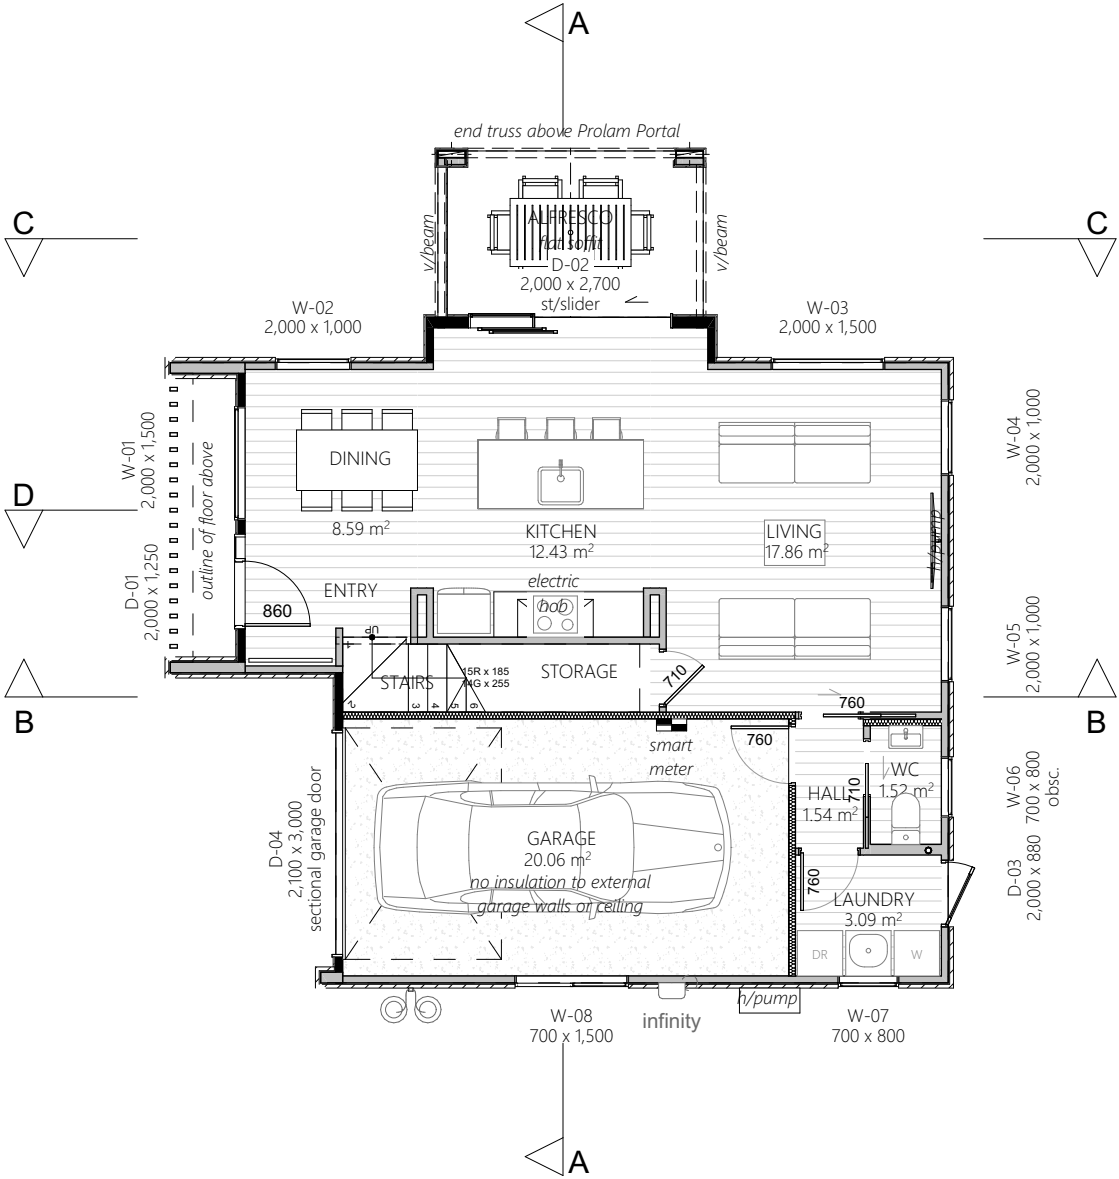 A
end truss above Prolam Portal
C
C
v/beam
ALFRESCO
flat soffit
D-02
2,000 x 2,700
st/slider
v/beam
W-02
2,000 x 1,000
W-03
2,000 x 1,500
W-01
2,000 x 1,500
outline of floor above
W-04
2,000 x 1,000
DINING
8.59 m²
D
KITCHEN
12.43 m²
LIVING
17.86 m²
h/pump
electric
hob
D-01
2,000 x 1,250
ENTRY
860
UP
1
STAIRS
15R x 185
14G x 255
STORAGE
710
2
3
4
5
6
W-05
2,000 x 1,000
B
B
760
smart
meter
760
WC
1.52 m²
HALL
1.54 m²
710
W-06
700 x 800
obsc.
D-04
2,100 x 3,000
sectional garage door
GARAGE
20.06 m²
no insulation to external
garage walls or ceiling
760
LAUNDRY
3.09 m²
D-03
2,000 x 880
DR
W
h/pump
infinity
W-08
700 x 1,500
W-07
700 x 800
A